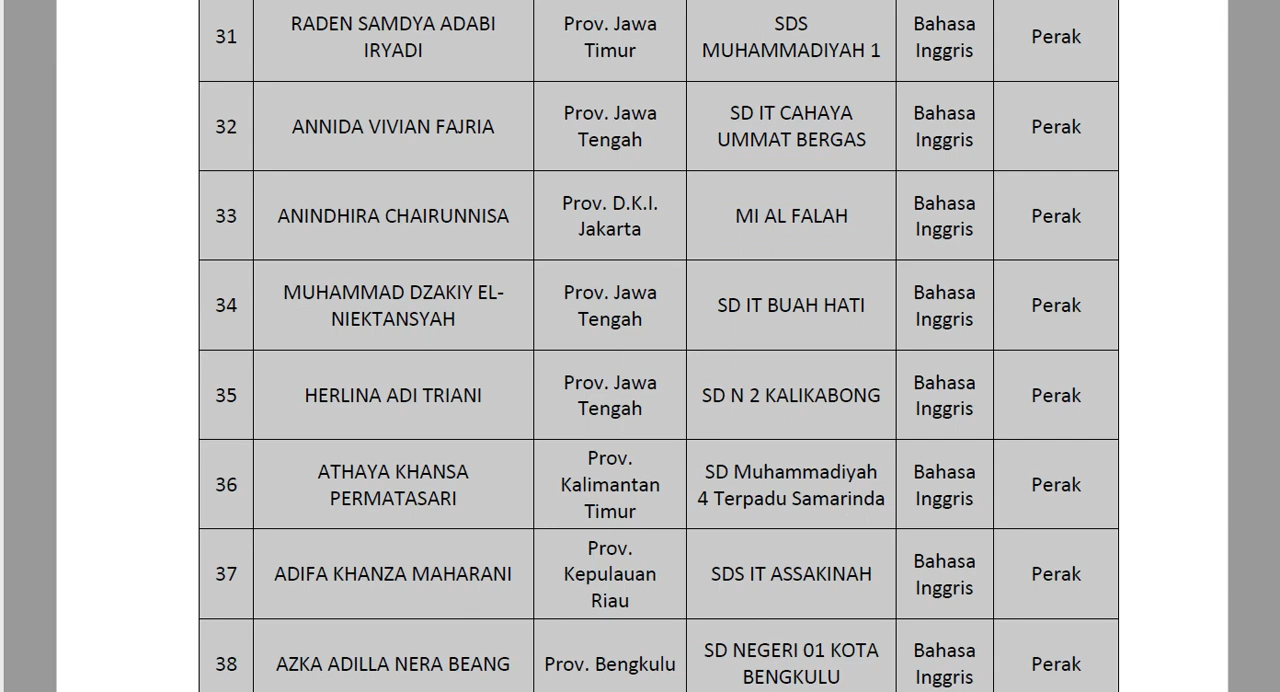 31 RADEN SAMDYA ADABI IRYADI Prov. Jawa Timur SDS MUHAMMADIYAH 1 Bahasa Inggris Perak
32 ANNIDA VIVIAN FAJRIA Prov. Jawa Tengah SD IT CAHAYA UMMAT BERGAS Bahasa Inggris Perak
33 ANINDHIRA CHAIRUNNISA Prov. D.K.I. Jakarta MI AL FALAH Bahasa Inggris Perak
34 MUHAMMAD DZAKIY EL-NIEKTANSYAH Prov. Jawa Tengah SD IT BUAH HATI Bahasa Inggris Perak
35 HERLINA ADI TRIANI Prov. Jawa Tengah SD N 2 KALIKABONG Bahasa Inggris Perak
36 ATHAYA KHANSA PERMATASARI Prov. Kalimantan Timur SD Muhammadiyah 4 Terpadu Samarinda Bahasa Inggris Perak
37 ADIFA KHANZA MAHARANI Prov. Kepulauan Riau SDS IT ASSAKINAH Bahasa Inggris Perak
38 AZKA ADILLA NERA BEANG Prov. Bengkulu SD NEGERI 01 KOTA BENGKULU Bahasa Inggris Perak